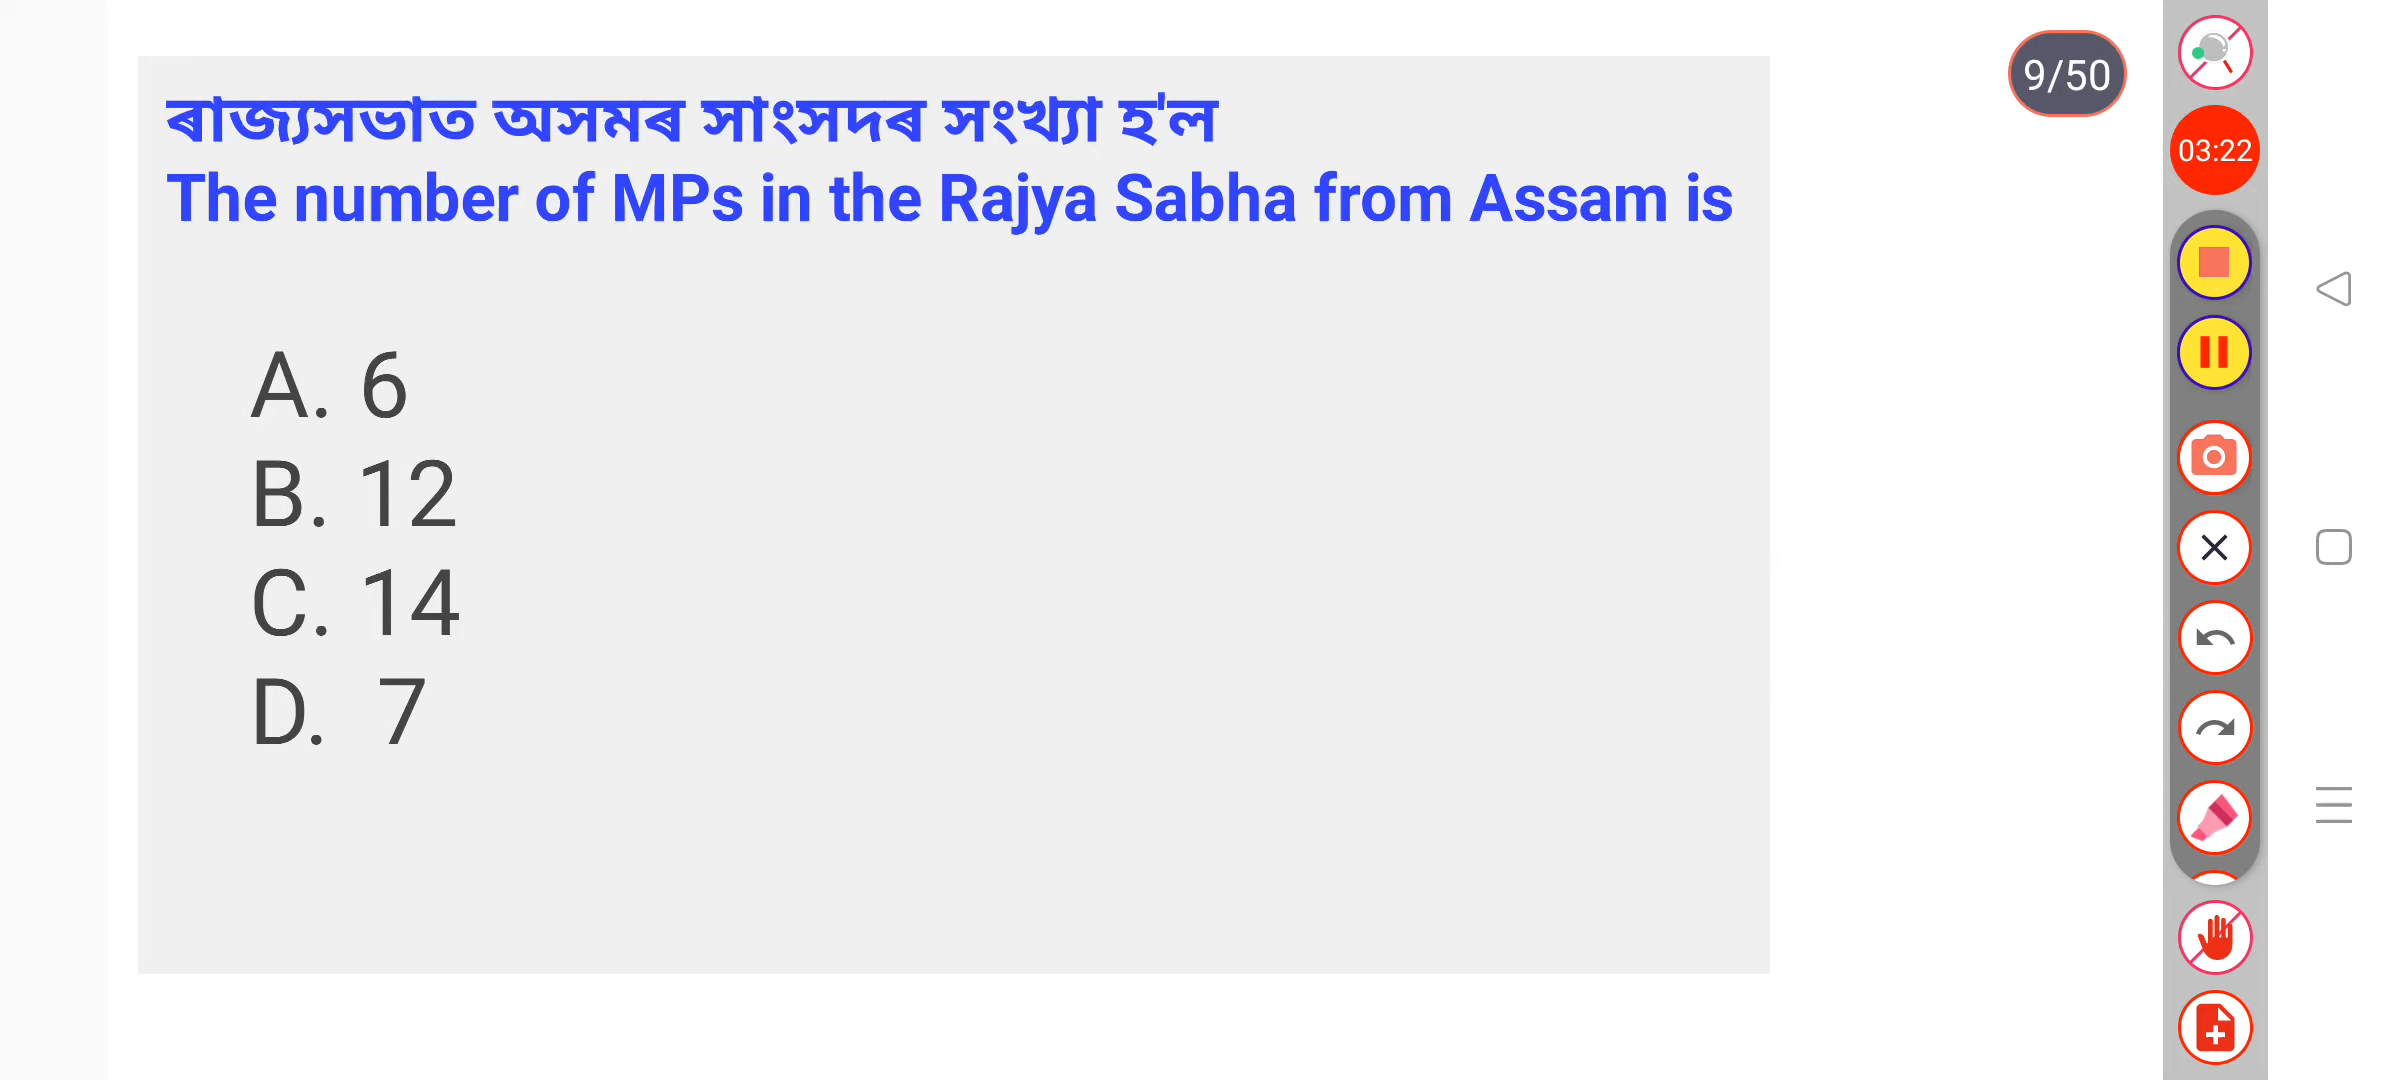 ৰাজ্যসভাত অসমৰ সাংসদৰ সংখ্যা হ'ল
The number of MPs in the Rajya Sabha from Assam is
A. 6
B. 12
C. 14
D. 7
9/50
03:22